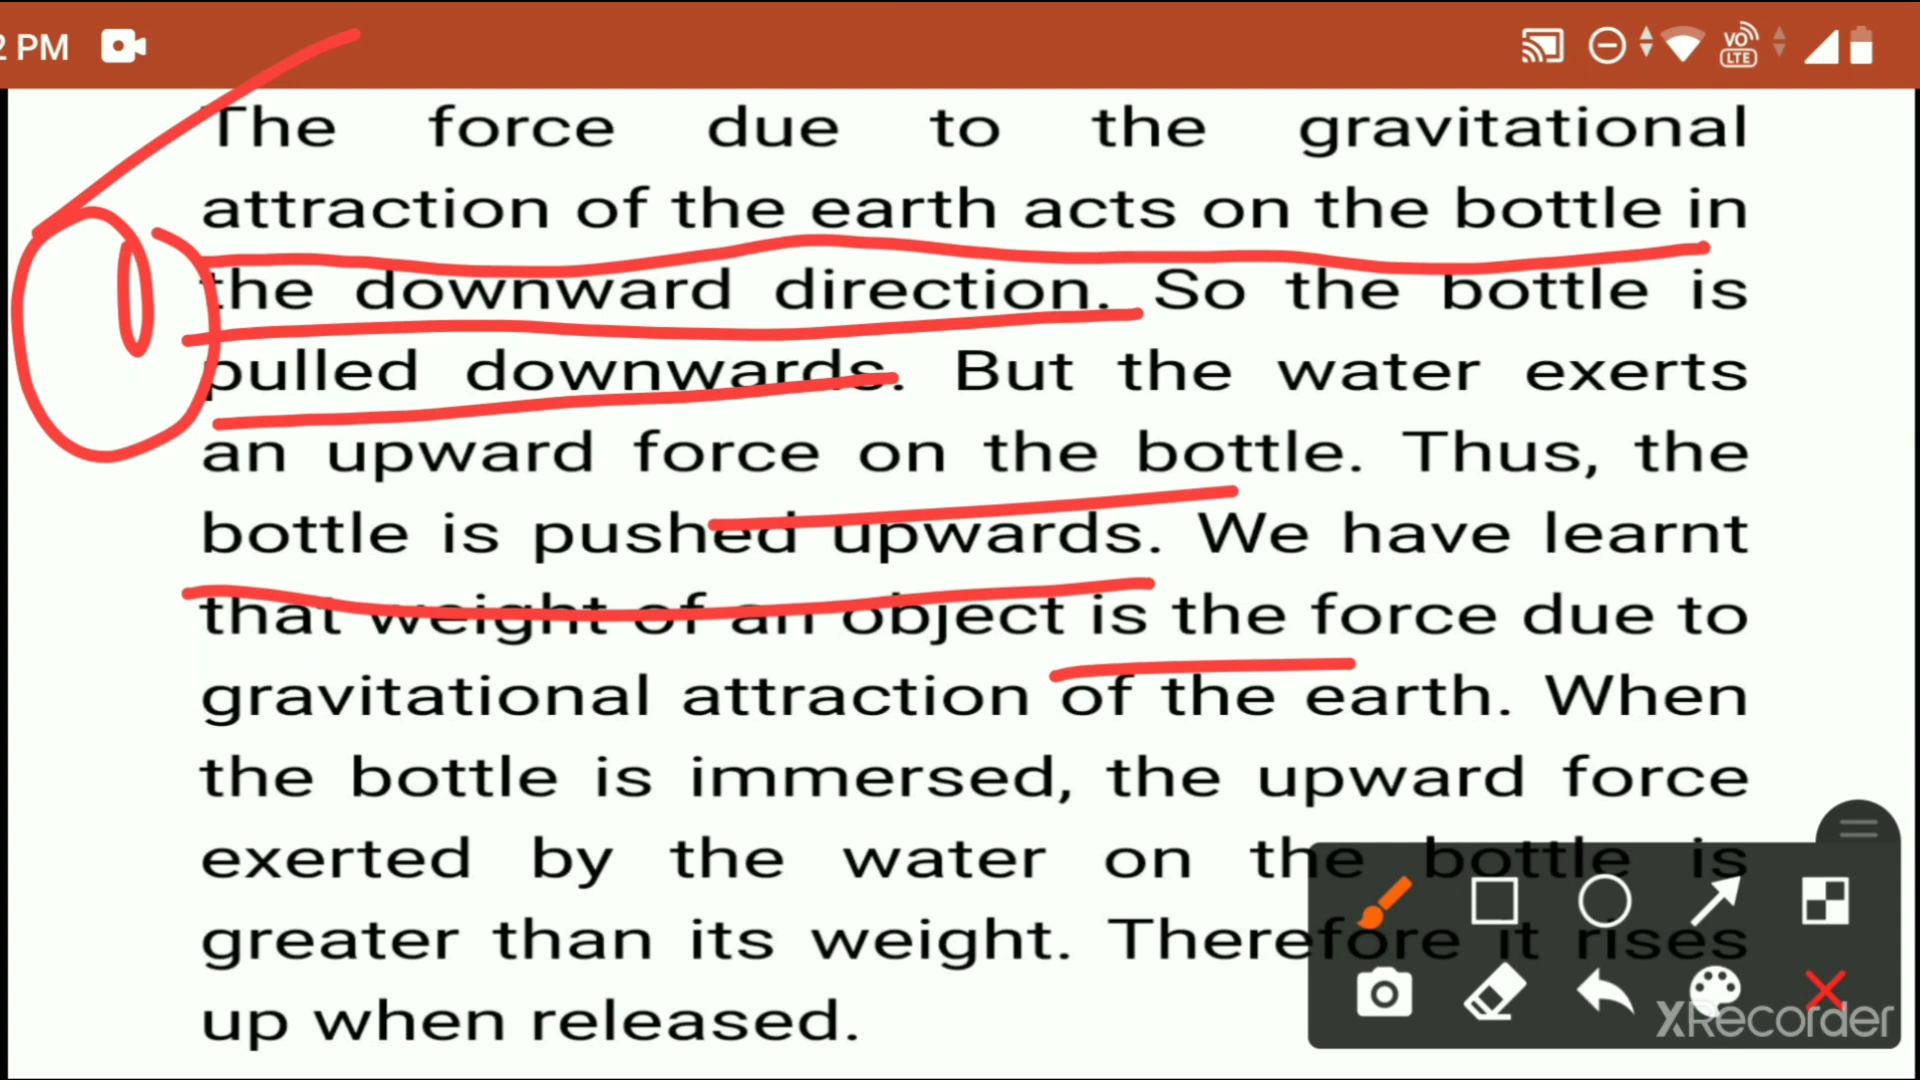 2 PM
VO
LTE
The force due to the gravitational
attraction of the earth acts on the bottle in
the downward direction. So the bottle is
pulled downwards. But the water exerts
an upward force on the bottle. Thus, the
bottle is pushed upwards. We have learnt
that weight of an object is the force due to
gravitational attraction of the earth. When
the bottle is immersed, the upward force
exerted by the water on the bottle is
greater than its weight. Therefore it rises
up when released.
XRecorder